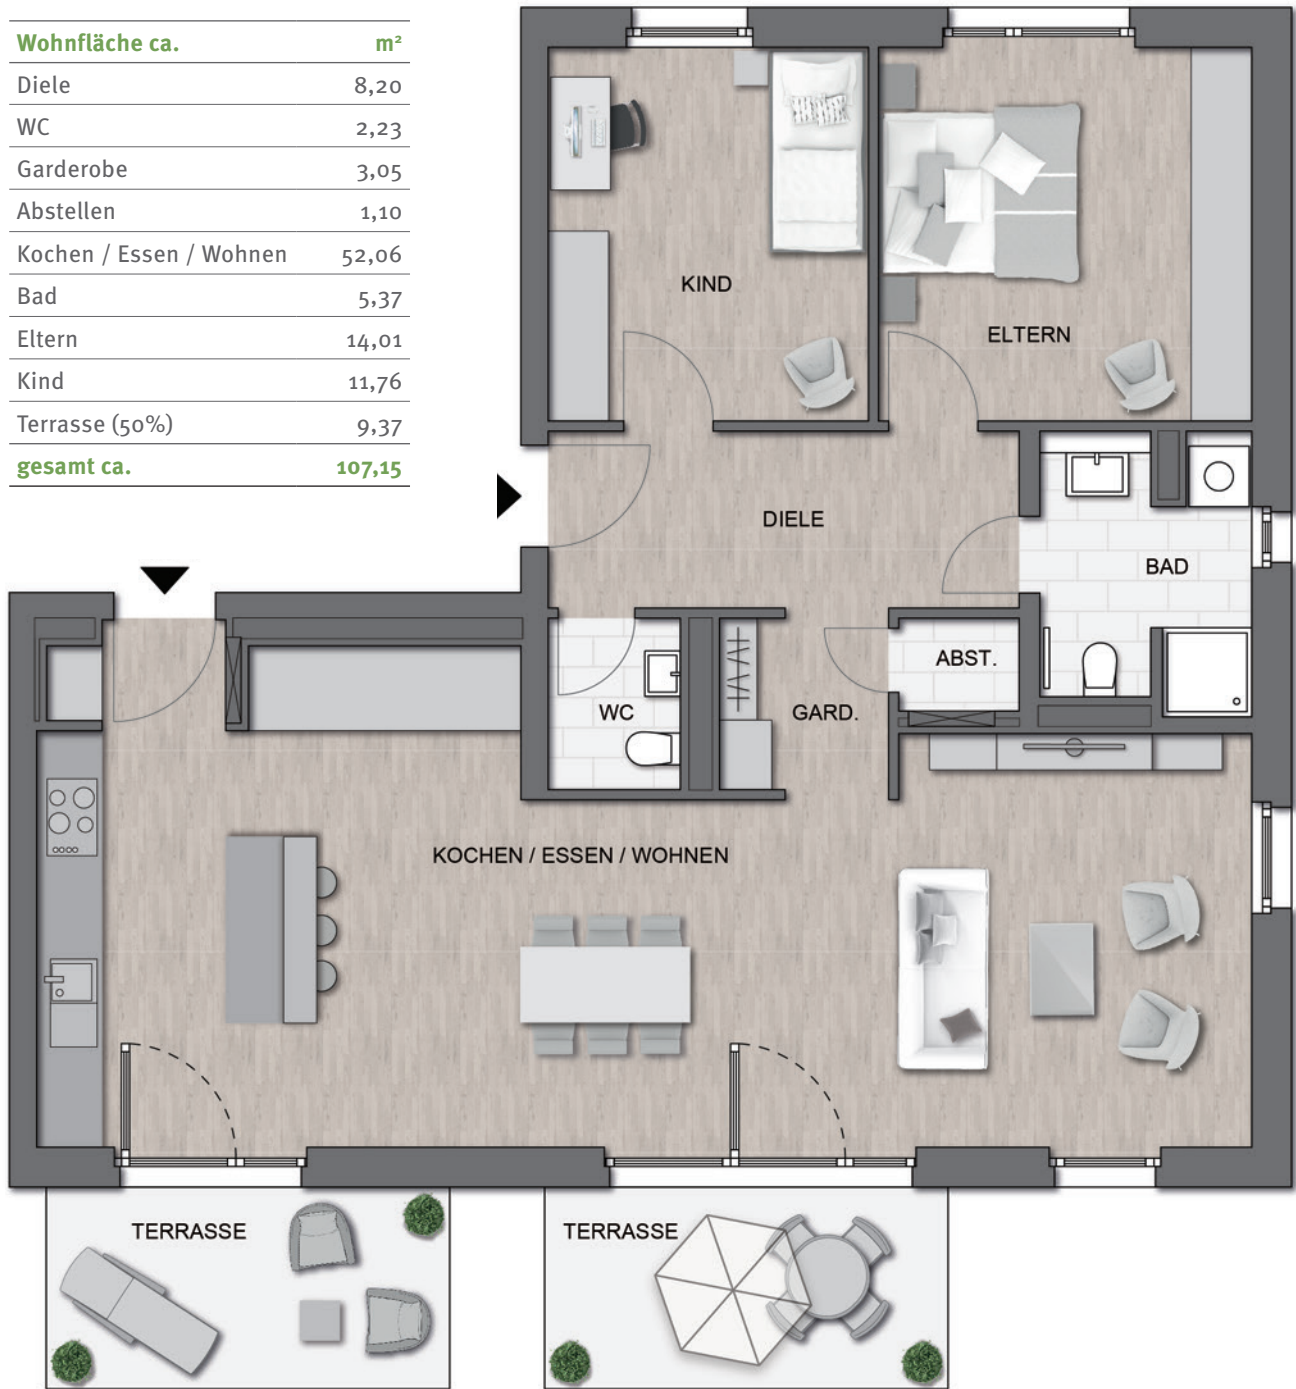 Wohnfläche ca. m²
Diele 8,20
WC 2,23
Garderobe 3,05
Abstellen 1,10
Kochen / Essen / Wohnen 52,06
Bad 5,37
Eltern 14,01
Kind 11,76
Terrasse (50%) 9,37
gesamt ca. 107,15
KIND
ELTERN
DIELE
BAD
ABST.
WC
GARD.
KOCHEN / ESSEN / WOHNEN
TERRASSE
TERRASSE